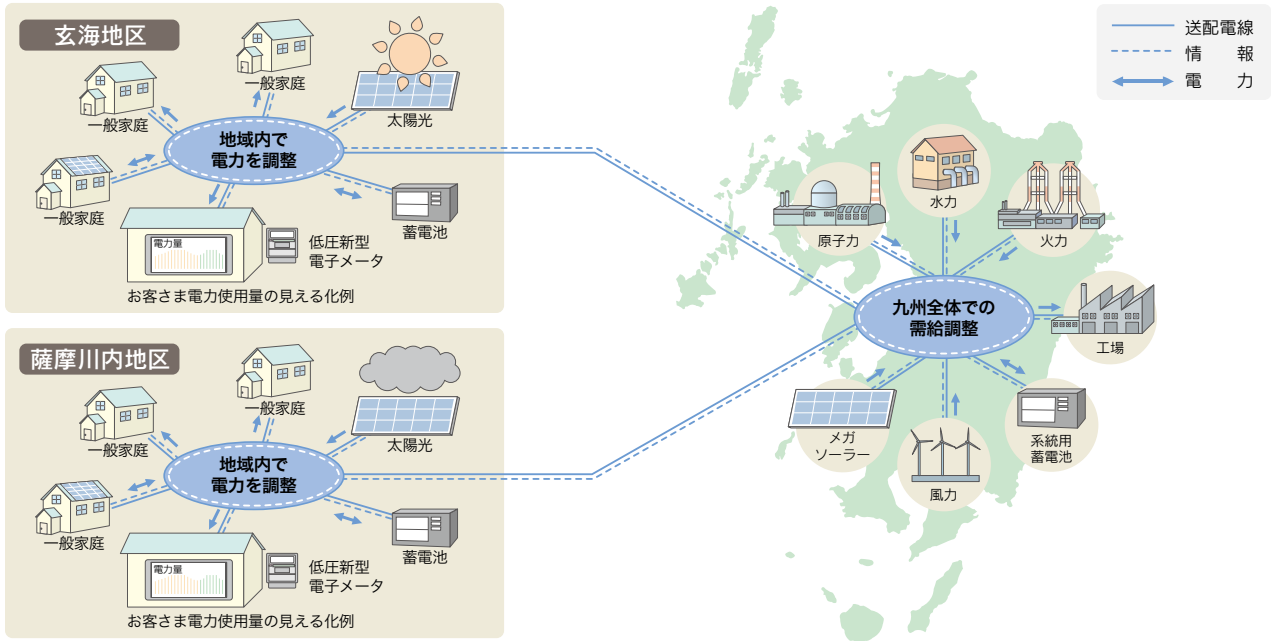 玄海地区
一般家庭
一般家庭
太陽光
地域内で
電力を調整
一般家庭
蓄電池
電力量
低圧新型
電子メータ
お客さま電力使用量の見える化例
薩摩川内地区
一般家庭
一般家庭
太陽光
地域内で
電力を調整
一般家庭
蓄電池
電力量
低圧新型
電子メータ
お客さま電力使用量の見える化例
送配電線
情報
電力
水力
原子力
火力
九州全体での
需給調整
工場
メガ
ソーラー
風力
系統用
蓄電池